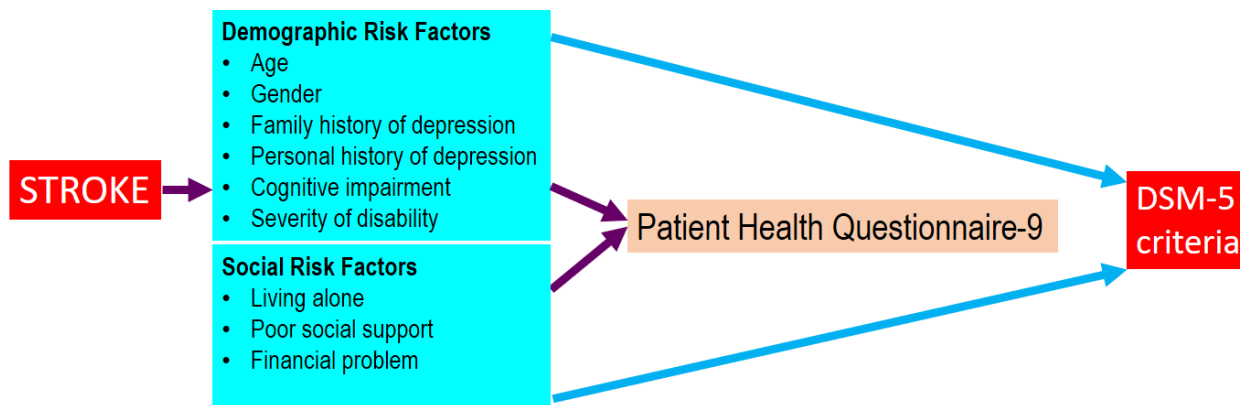 STROKE
Demographic Risk Factors
• Age
• Gender
• Family history of depression
• Personal history of depression
• Cognitive impairment
• Severity of disability
Social Risk Factors
• Living alone
• Poor social support
• Financial problem
Patient Health Questionnaire-9
DSM-5
criteria